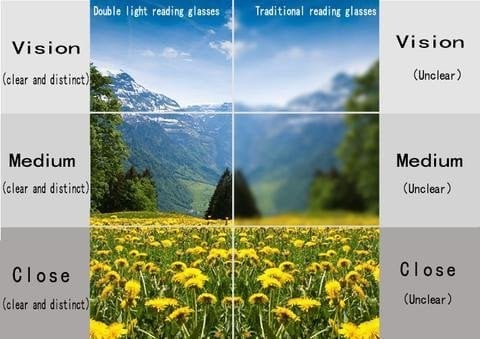 Double light reading glasses
Traditional reading glasses
Vision
(clear and distinct)
Vision
(Unclear)
Medium
(clear and distinct)
Medium
(Unclear)
Close
(clear and distinct)
Close
(Unclear)